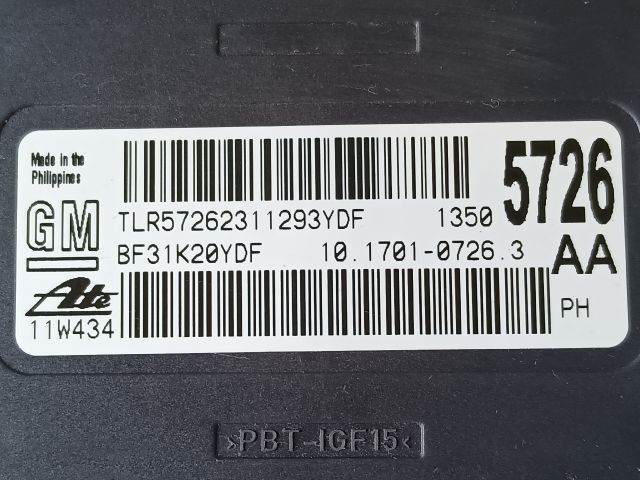 Made in the
Philippines
GM
Ate
11W434
TLR57262311293YDF 1350
BF31K20YDF 10.1701-0726.3
5726
AA
PH
>PBT-IGF15<